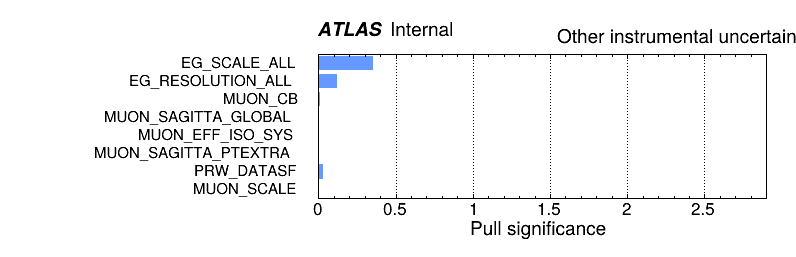 ATLAS Internal
Other instrumental uncertain
EG_SCALE_ALL
EG_RESOLUTION_ALL
MUON_CB
MUON_SAGITTA_GLOBAL
MUON_EFF_ISO_SYS
MUON_SAGITTA_PTEXTRA
PRW_DATASF
MUON_SCALE
0 0.5 1 1.5 2 2.5
Pull significance